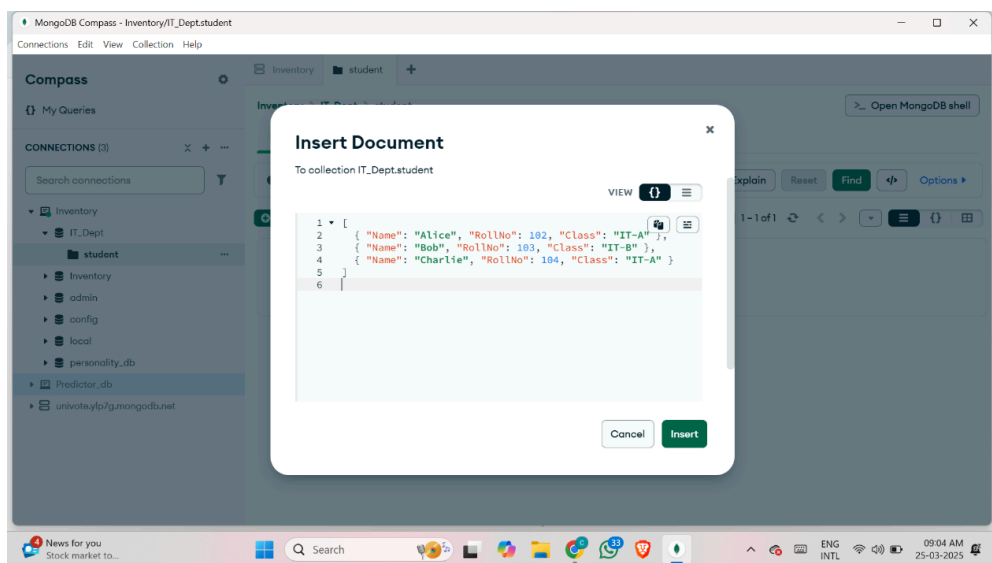 MongoDB Compass - Inventory/IT_Dept.student
Connections Edit View Collection Help
Compass
{} My Queries
CONNECTIONS (3)
Search connections
Inventory
IT_Dept
student
Inventory
admin
config
local
personality_db
Predictor_db
univote.ylp7g.mongodb.net
Inventory student
>_ Open MongoDB shell
Explain Reset Find </> Options
1 – 1 of 1
Insert Document
To collection IT_Dept.student
VIEW {}
1 [
2 { "Name": "Alice", "RollNo": 102, "Class": "IT-A" },
3 { "Name": "Bob", "RollNo": 103, "Class": "IT-B" },
4 { "Name": "Charlie", "RollNo": 104, "Class": "IT-A" }
5 ]
6
Cancel Insert
4 News for you
Stock market to...
Search
33
ENG
INTL
09:04 AM
25-03-2025